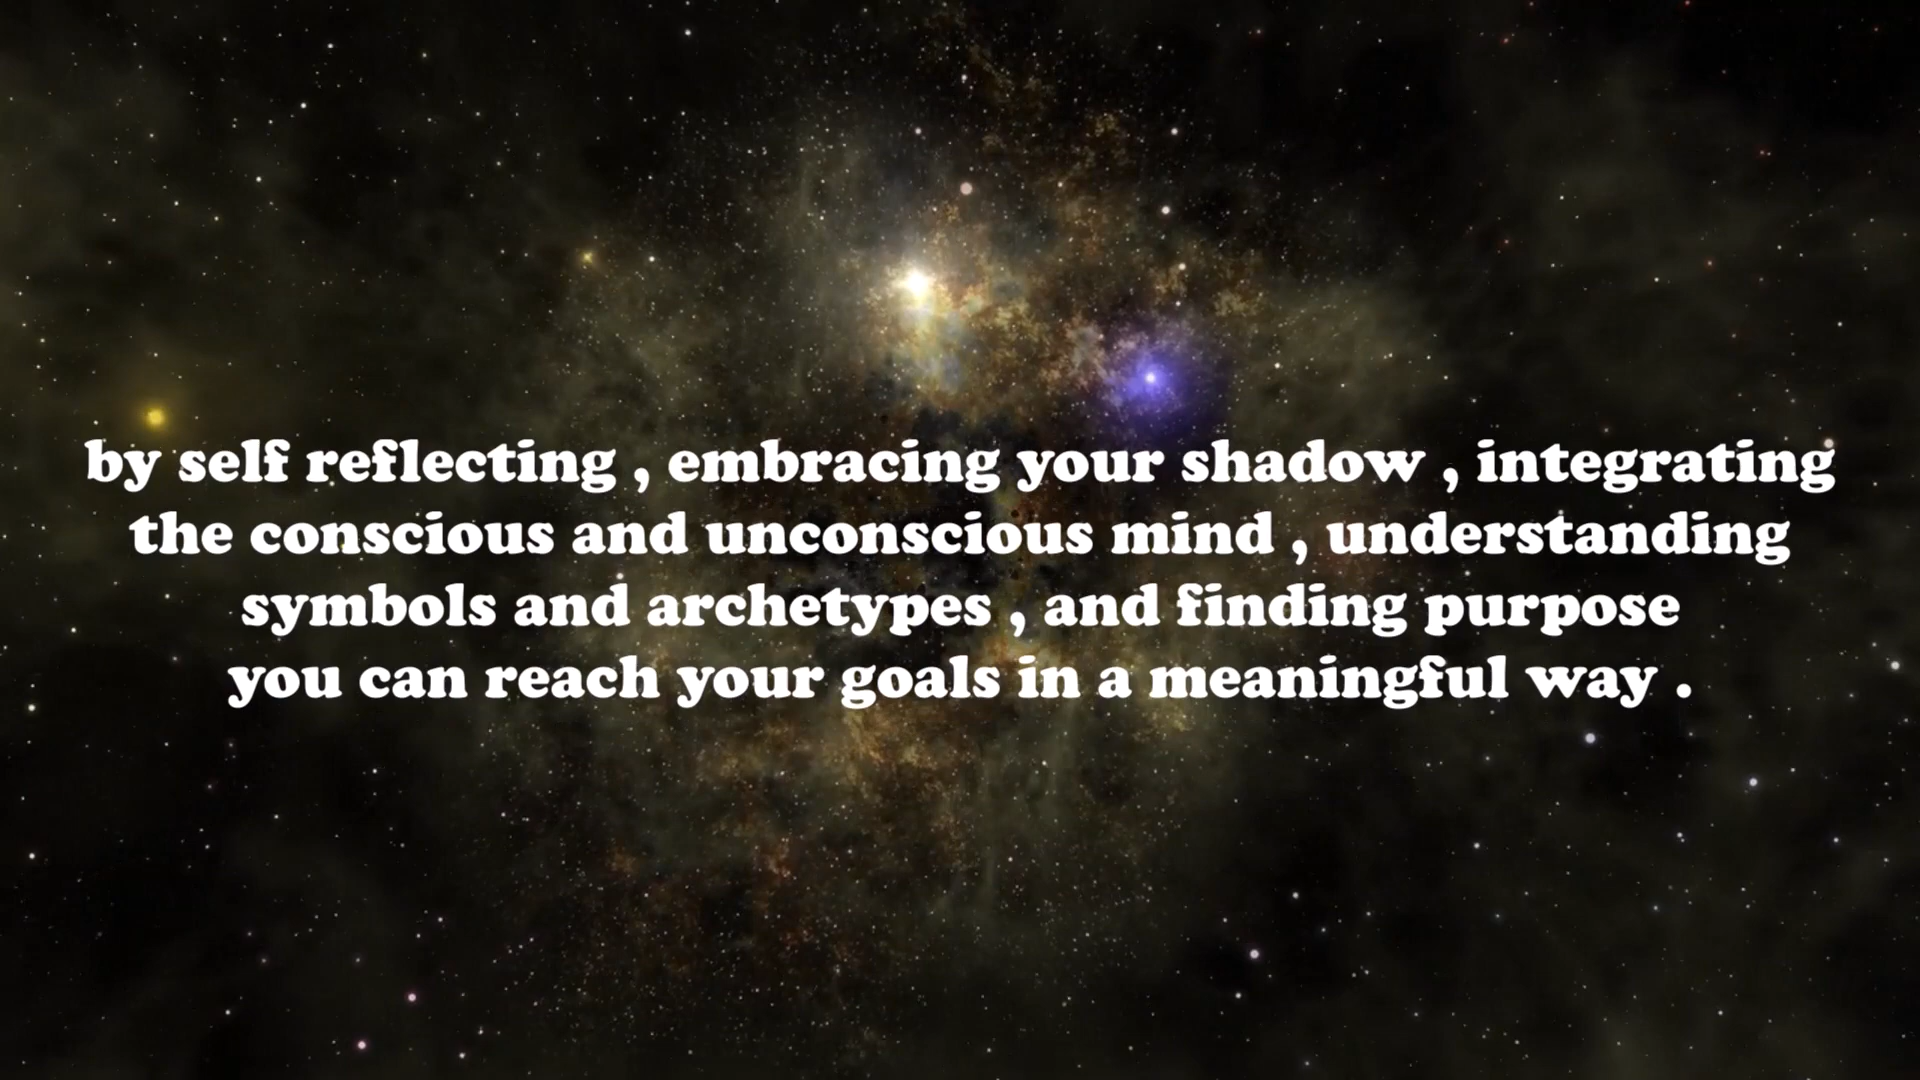 by self reflecting , embracing your shadow , integrating
the conscious and unconscious mind , understanding
symbols and archetypes , and finding purpose
you can reach your goals in a meaningful way .